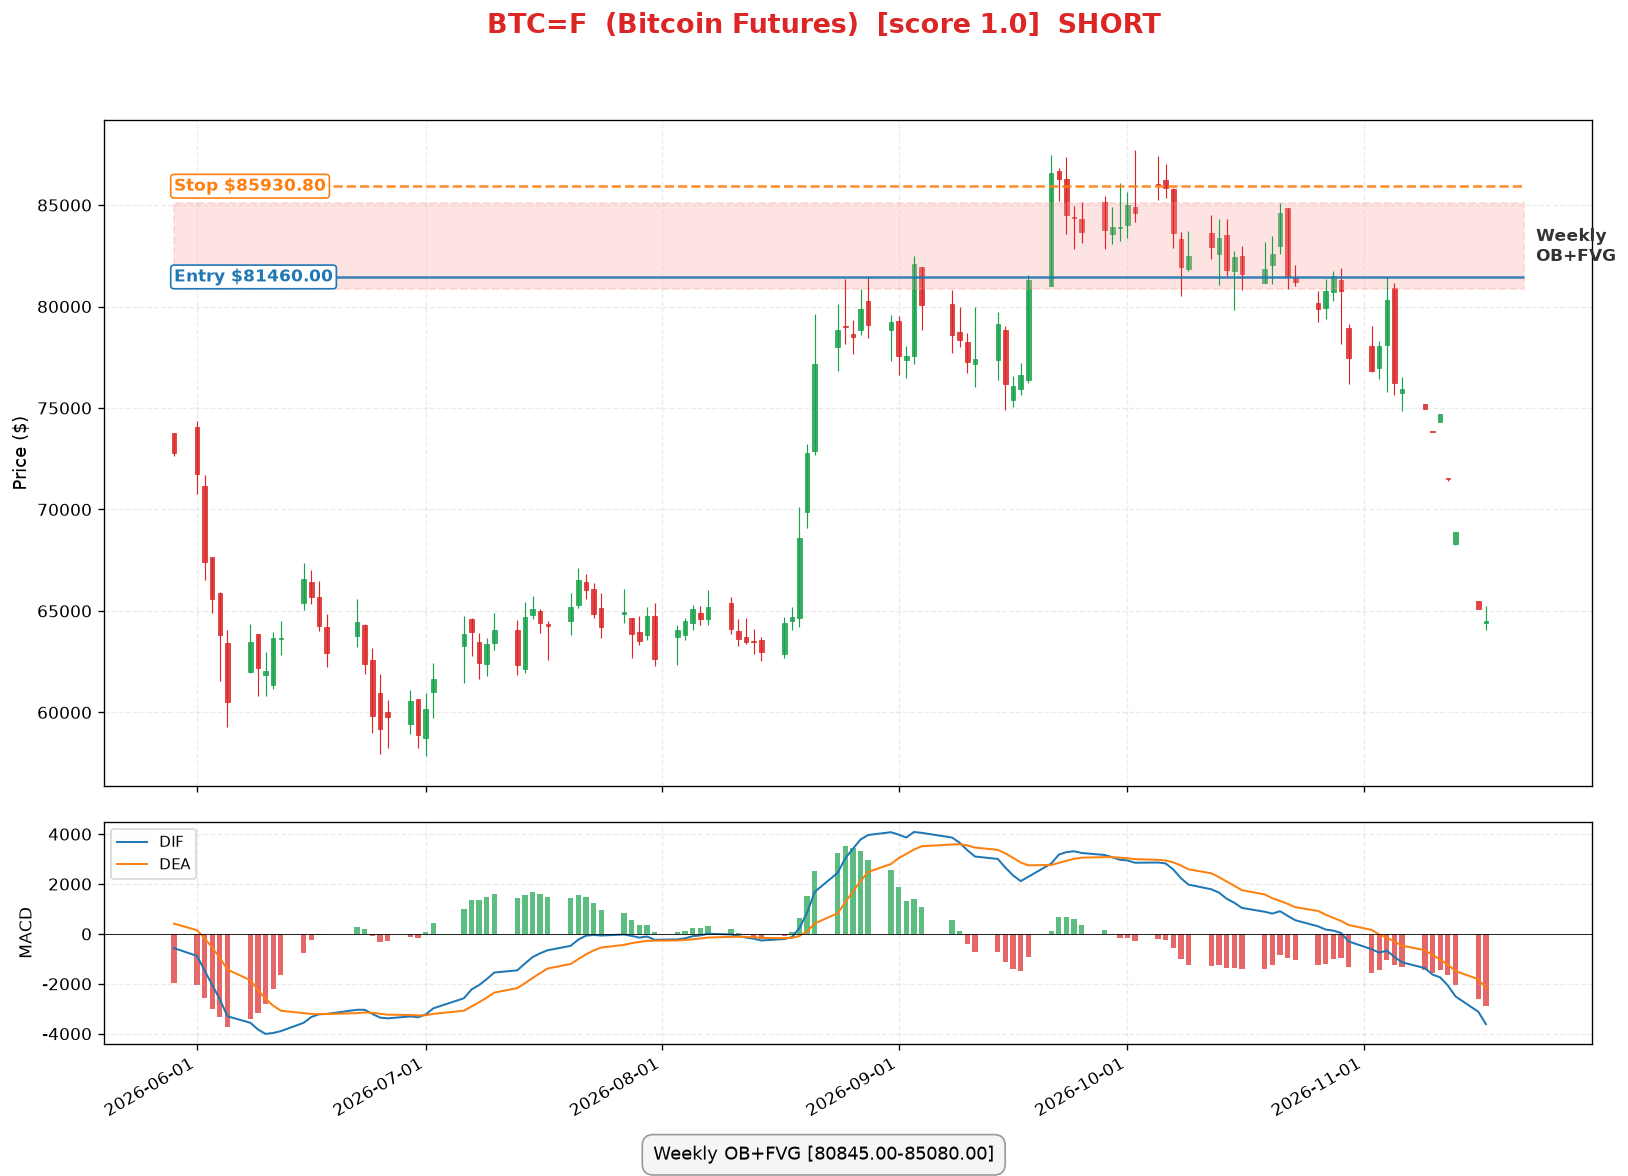 BTC=F  (Bitcoin Futures)  [score 1.0]  SHORT
Stop $85930.80
Entry $81460.00
Weekly
OB+FVG
Price ($)
85000
80000
75000
70000
65000
60000
DIF
DEA
MACD
4000
2000
0
-2000
-4000
2026-06-01
2026-07-01
2026-08-01
2026-09-01
2026-10-01
2026-11-01
Weekly OB+FVG [80845.00-85080.00]